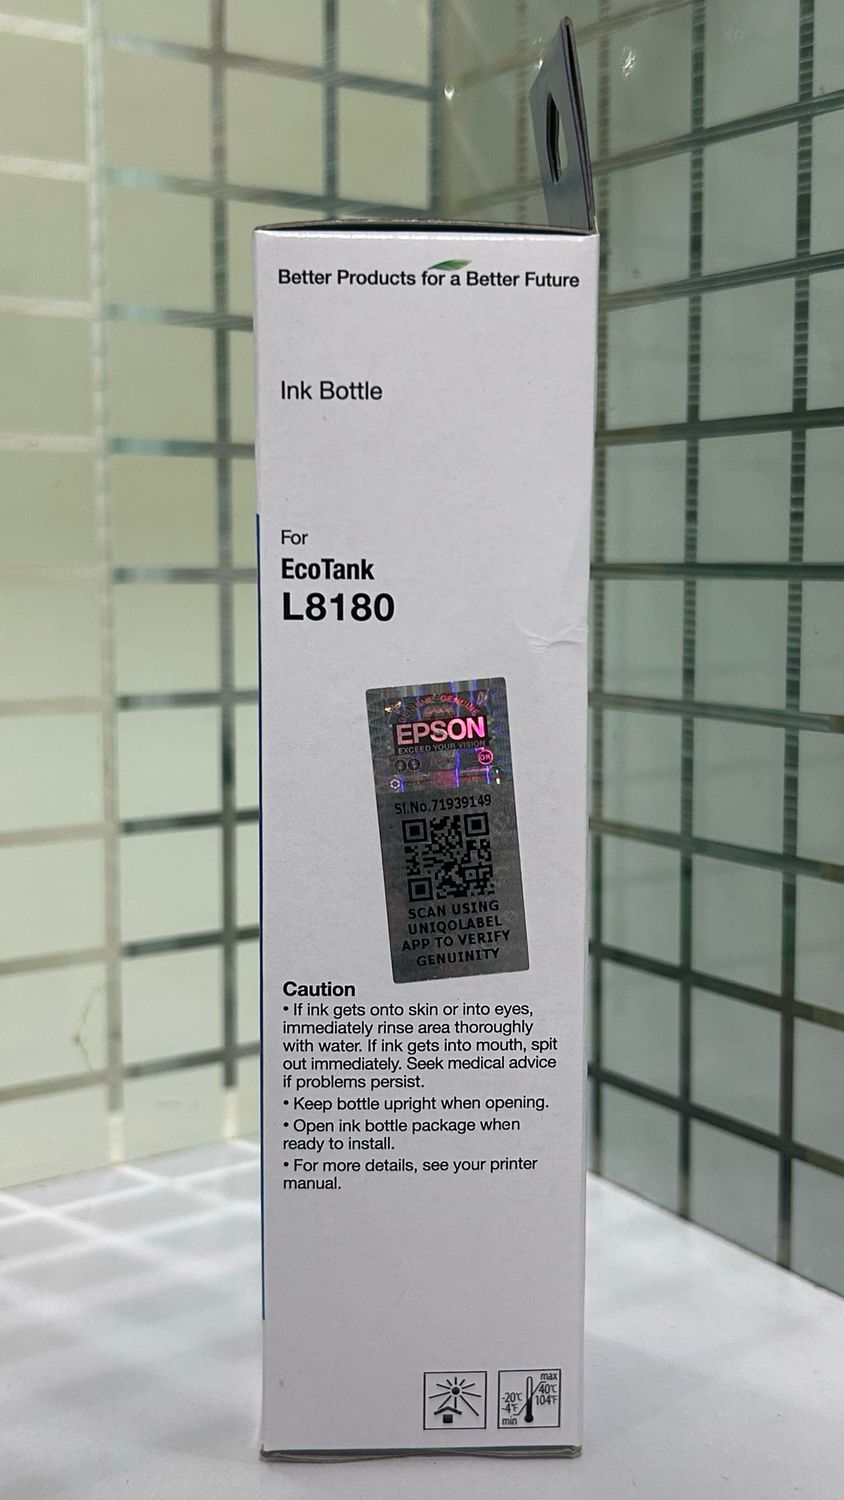 Better Products for a Better Future
Ink Bottle
For
EcoTank
L8180
GENUINE
EPSON
EXCEED YOUR VISION
Sl.No.71939149
SCAN USING
UNIQOLABEL
APP TO VERIFY
GENUINITY
Caution
• If ink gets onto skin or into eyes,
immediately rinse area thoroughly
with water. If ink gets into mouth, spit
out immediately. Seek medical advice
if problems persist.
• Keep bottle upright when opening.
• Open ink bottle package when
ready to install.
• For more details, see your printer
manual.
max
40℃
104℉
-20℃
-4℉
min